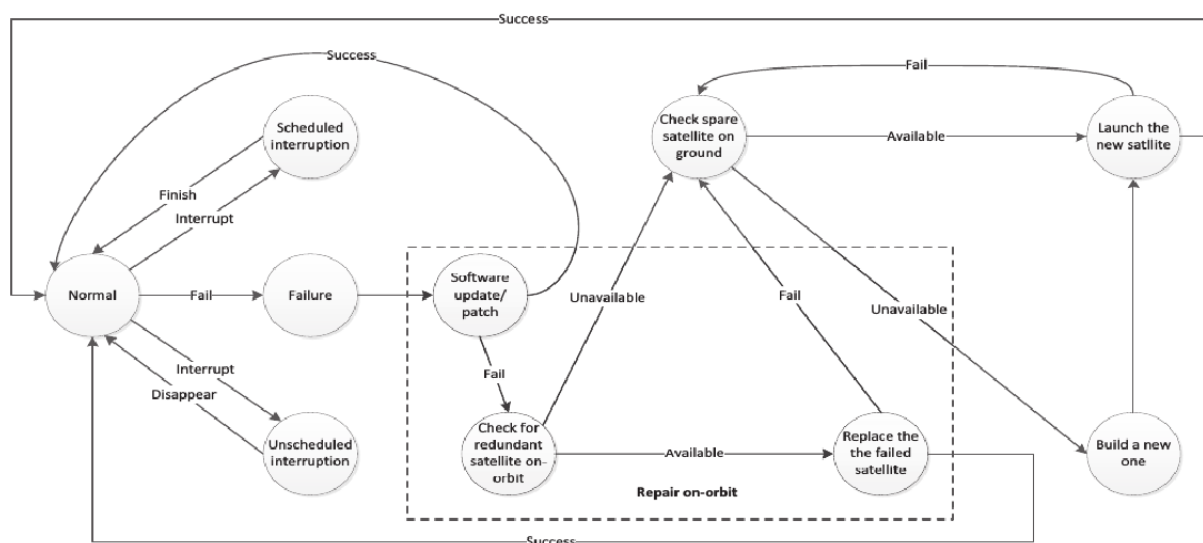 Success
Success
Fail
Scheduled
interruption
Check spare
satellite on
ground
Available
Launch the
new satllite
Finish
Interrupt
Normal
Fail
Failure
Software
update/
patch
Unavailable
Fail
Unavailable
Interrupt
Disappear
Fail
Unscheduled
interruption
Check for
redundant
satellite on-
orbit
Available
Replace the
the failed
satellite
Build a new
one
Repair on-orbit
Success